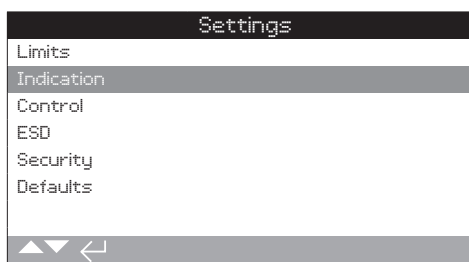 Settings
Limits
Indication
Control
ESD
Security
Defaults